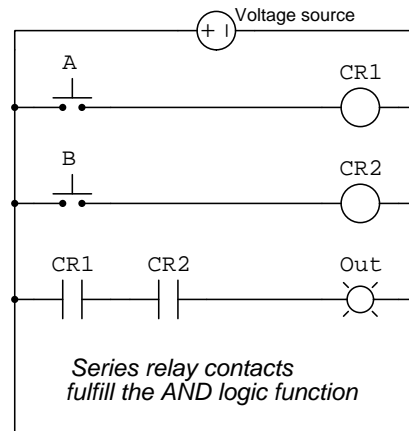 Voltage source
+ -
A
CR1
B
CR2
CR1 CR2 Out
Series relay contacts
fulfill the AND logic function